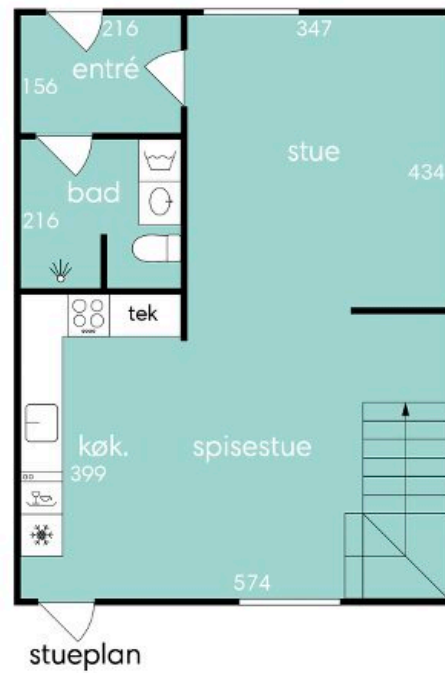 216
347
entré
156
stue
434
bad
216
tek
køk.
spisestue
399
574
stueplan